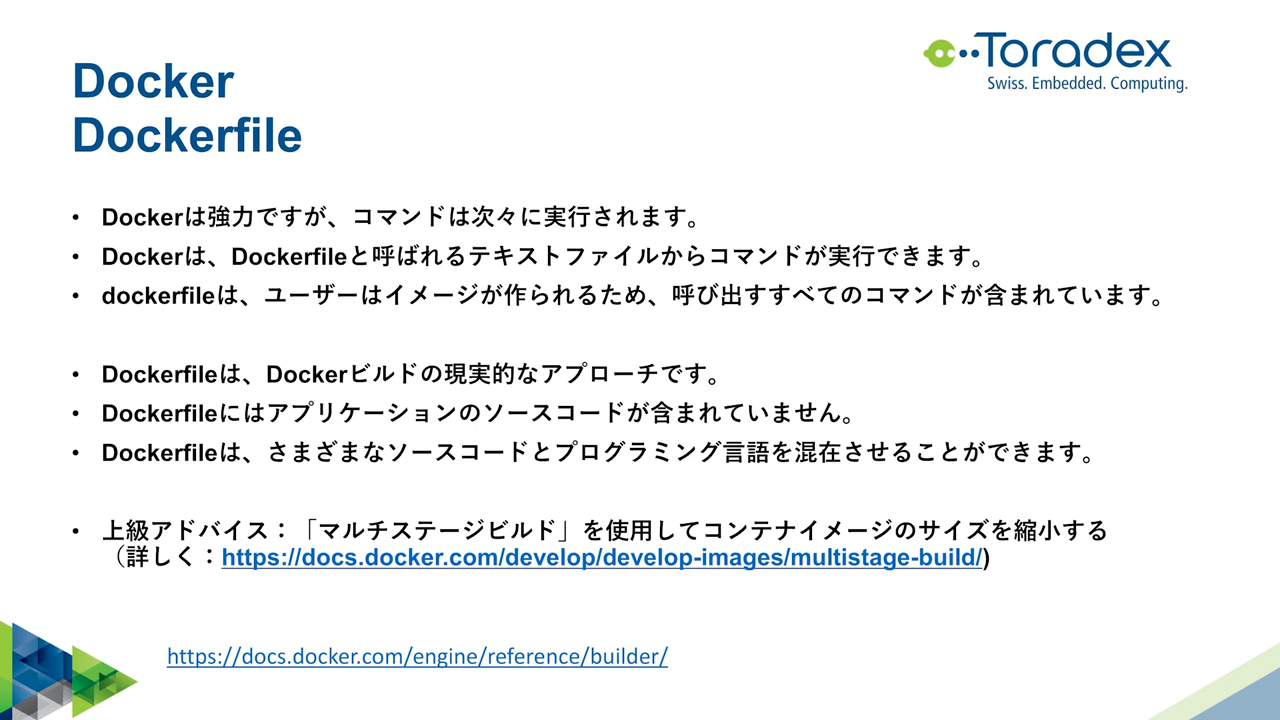 Toradex
Swiss. Embedded. Computing.
Docker
Dockerfile
• Dockerは強力ですが、コマンドは次々に実行されます。
• Dockerは、Dockerfileと呼ばれるテキストファイルからコマンドが実行できます。
• dockerfileは、ユーザーはイメージが作られるため、呼び出すすべてのコマンドが含まれています。
• Dockerfileは、Dockerビルドの現実的なアプローチです。
• Dockerfileにはアプリケーションのソースコードが含まれていません。
• Dockerfileは、さまざまなソースコードとプログラミング言語を混在させることができます。
• 上級アドバイス：「マルチステージビルド」を使用してコンテナイメージのサイズを縮小する
（詳しく：https://docs.docker.com/develop/develop-images/multistage-build/)
https://docs.docker.com/engine/reference/builder/